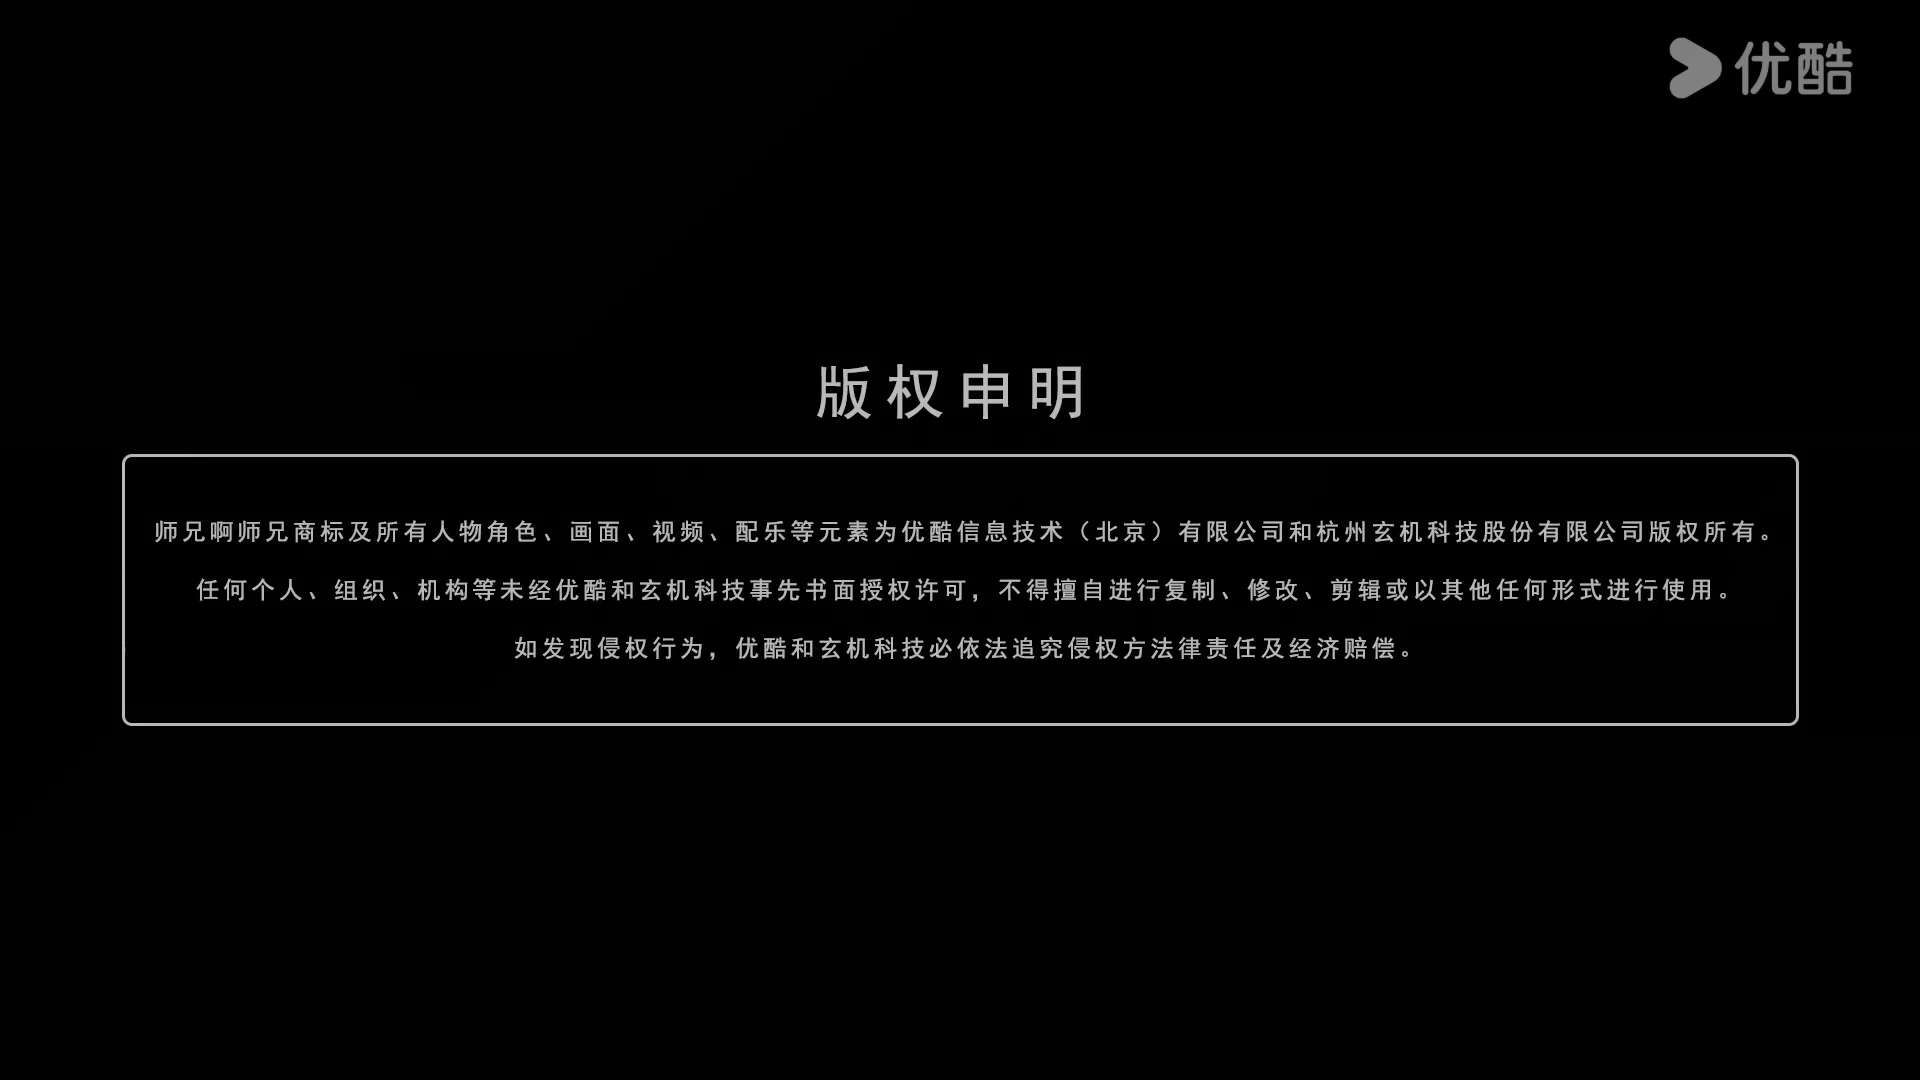 优酷
版权申明
师兄啊师兄商标及所有人物角色、画面、视频、配乐等元素为优酷信息技术（北京）有限公司和杭州玄机科技股份有限公司版权所有。
任何个人、组织、机构等未经优酷和玄机科技事先书面授权许可，不得擅自进行复制、修改、剪辑或以其他任何形式进行使用。
如发现侵权行为，优酷和玄机科技必依法追究侵权方法律责任及经济赔偿。